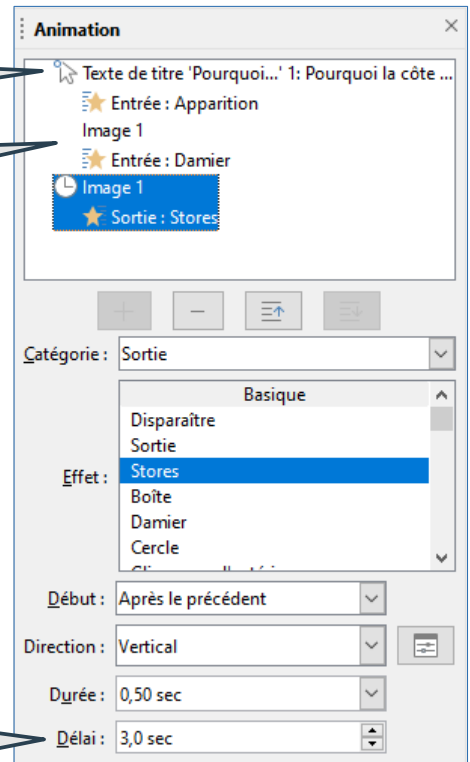 Animation
Texte de titre 'Pourquoi...' 1: Pourquoi la côte ...
Entrée : Apparition
Image 1
Entrée : Damier
Image 1
Sortie : Stores
Catégorie : Sortie
Basique
Disparaître
Sortie
Effet : Stores
Boîte
Damier
Cercle
Début : Après le précédent
Direction : Vertical
Durée : 0,50 sec
Délai : 3,0 sec